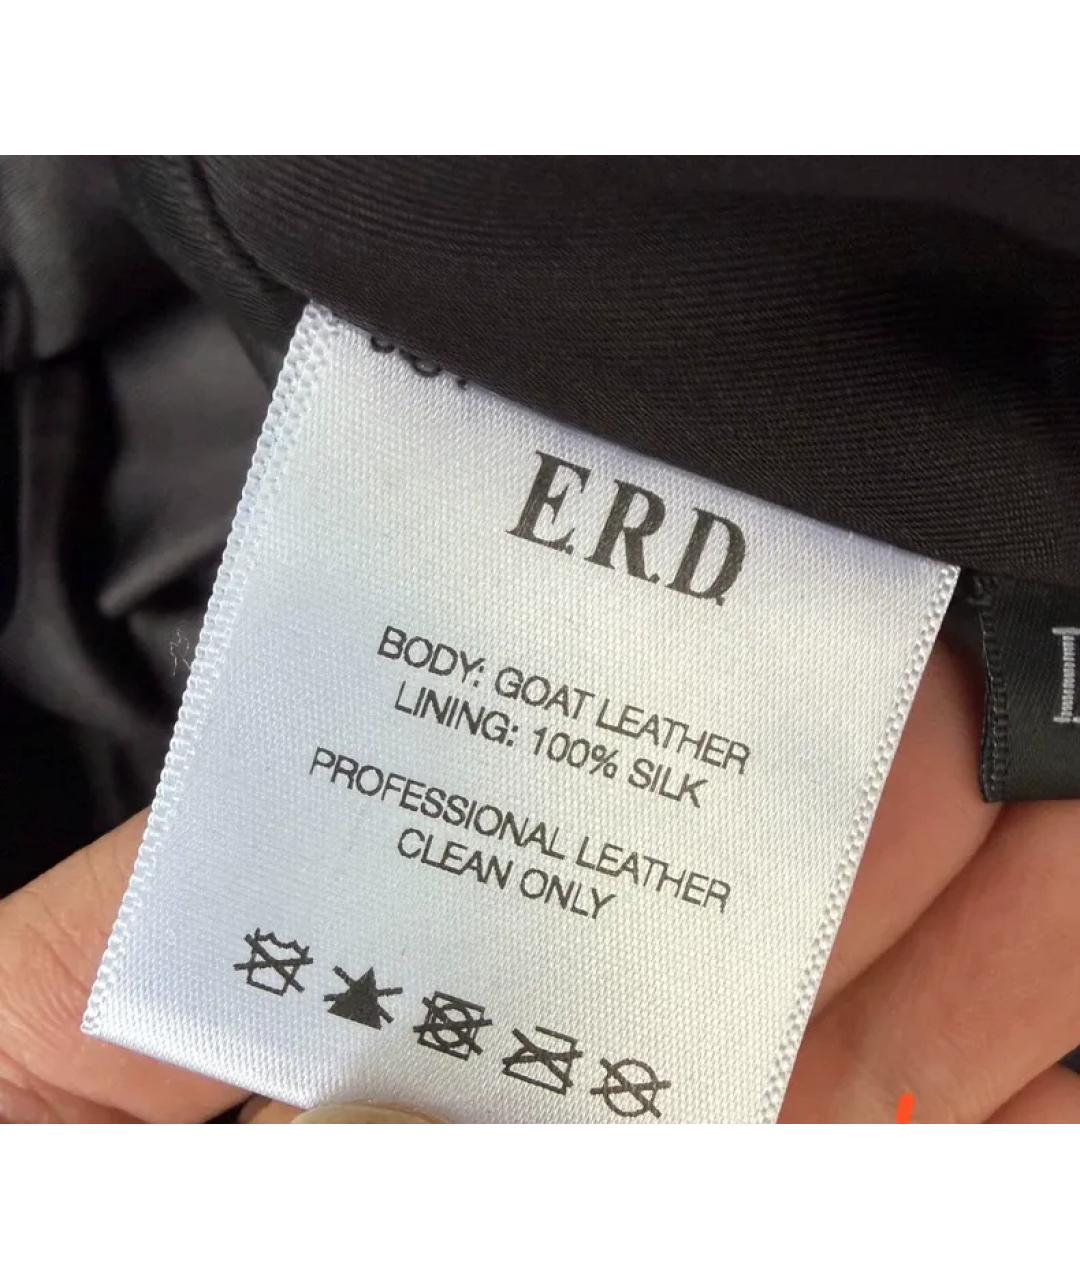 E.R.D.
BODY: GOAT LEATHER
LINING: 100% SILK
PROFESSIONAL LEATHER
CLEAN ONLY